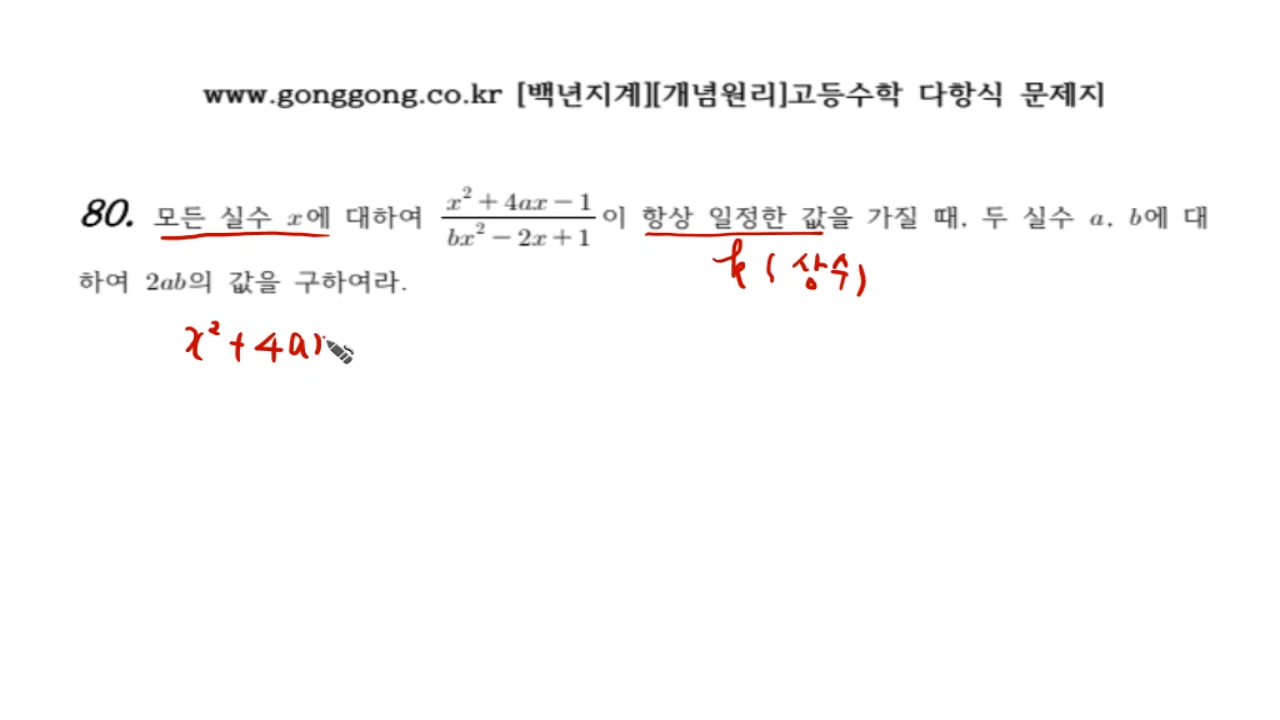 www.gonggong.co.kr [백년지계][개념원리]고등수학 다항식 문제지
80. 모든 실수 x에 대하여 \frac{x^2+4ax-1}{bx^2-2x+1}이 항상 일정한 값을 가질 때, 두 실수 a, b에 대
k (상수)
하여 2ab의 값을 구하여라.
x^2+4a